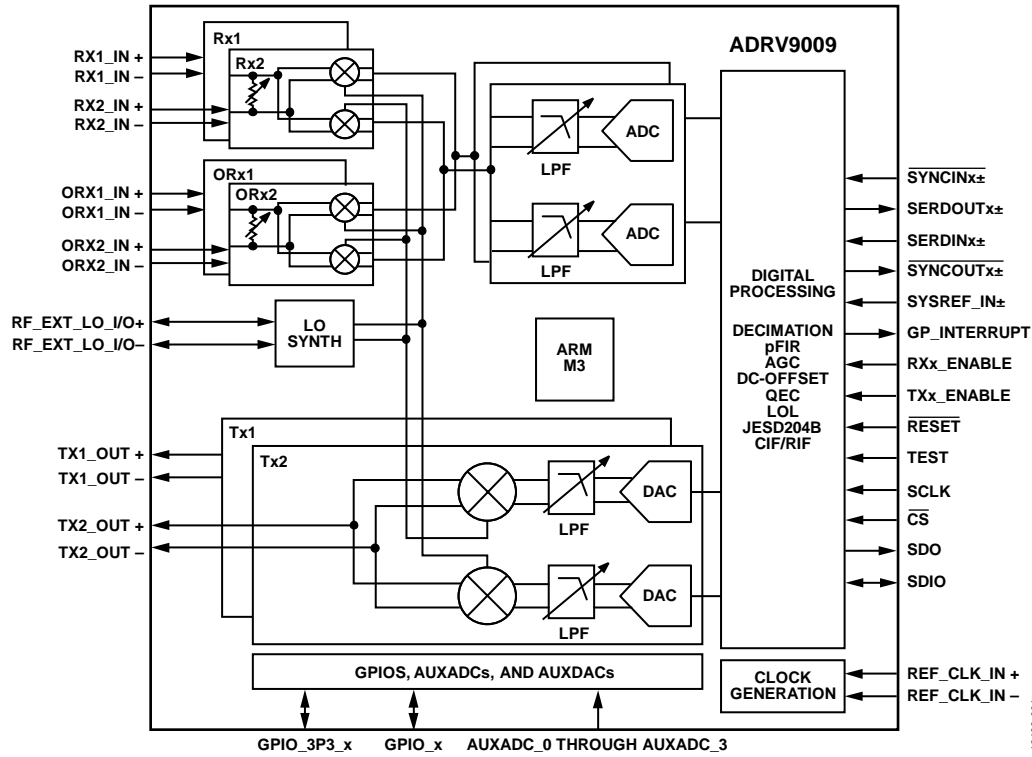 ADRV9009
Rx1
RX1_IN +
RX1_IN –
Rx2
RX2_IN +
RX2_IN –
ADC
LPF
ORx1
ORX1_IN +
ORX1_IN –
ORx2
ORX2_IN +
ORX2_IN –
ADC
LPF
RF_EXT_LO_I/O+
RF_EXT_LO_I/O–
LO
SYNTH
ARM
M3
DIGITAL
PROCESSING
DECIMATION
pFIR
AGC
DC-OFFSET
QEC
LOL
JESD204B
CIF/RIF
SYNCINx±
SERDOUTx±
SERDINx±
SYNCOUTx±
SYSREF_IN±
GP_INTERRUPT
RXx_ENABLE
TXx_ENABLE
RESET
TEST
SCLK
CS
SDO
SDIO
Tx1
TX1_OUT +
TX1_OUT –
Tx2
TX2_OUT +
TX2_OUT –
DAC
LPF
DAC
LPF
GPIOS, AUXADCs, AND AUXDACs
CLOCK
GENERATION
REF_CLK_IN +
REF_CLK_IN –
GPIO_3P3_x
GPIO_x
AUXADC_0 THROUGH AUXADC_3